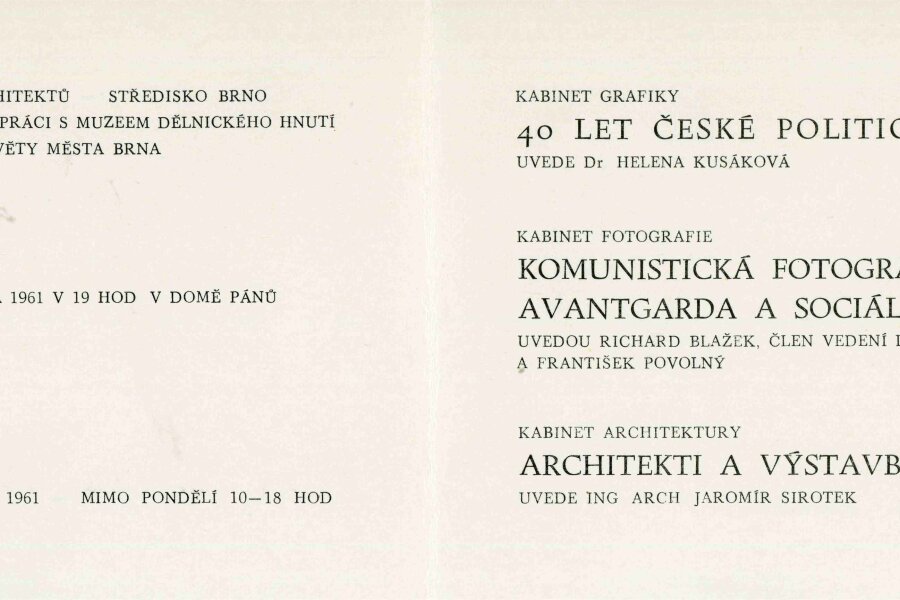 HITEKTŮ STŘEDISKO BRNO
PRÁCI S MUZEEM DĚLNICKÉHO HNUTÍ
VĚTY MĚSTA BRNA
1961 V 19 HOD V DOMĚ PÁNŮ
1961 MIMO PONDĚLÍ 10—18 HOD
KABINET GRAFIKY
40 LET ČESKÉ POLITIC
UVEDE Dr HELENA KUSÁKOVÁ
KABINET FOTOGRAFIE
KOMUNISTICKÁ FOTOGRA
AVANTGARDA A SOCIÁL
UVEDOU RICHARD BLAŽEK, ČLEN VEDENÍ
A FRANTIŠEK POVOLNÝ
KABINET ARCHITEKTURY
ARCHITEKTI A VÝSTAVB
UVEDE ING ARCH JAROMÍR SIROTEK